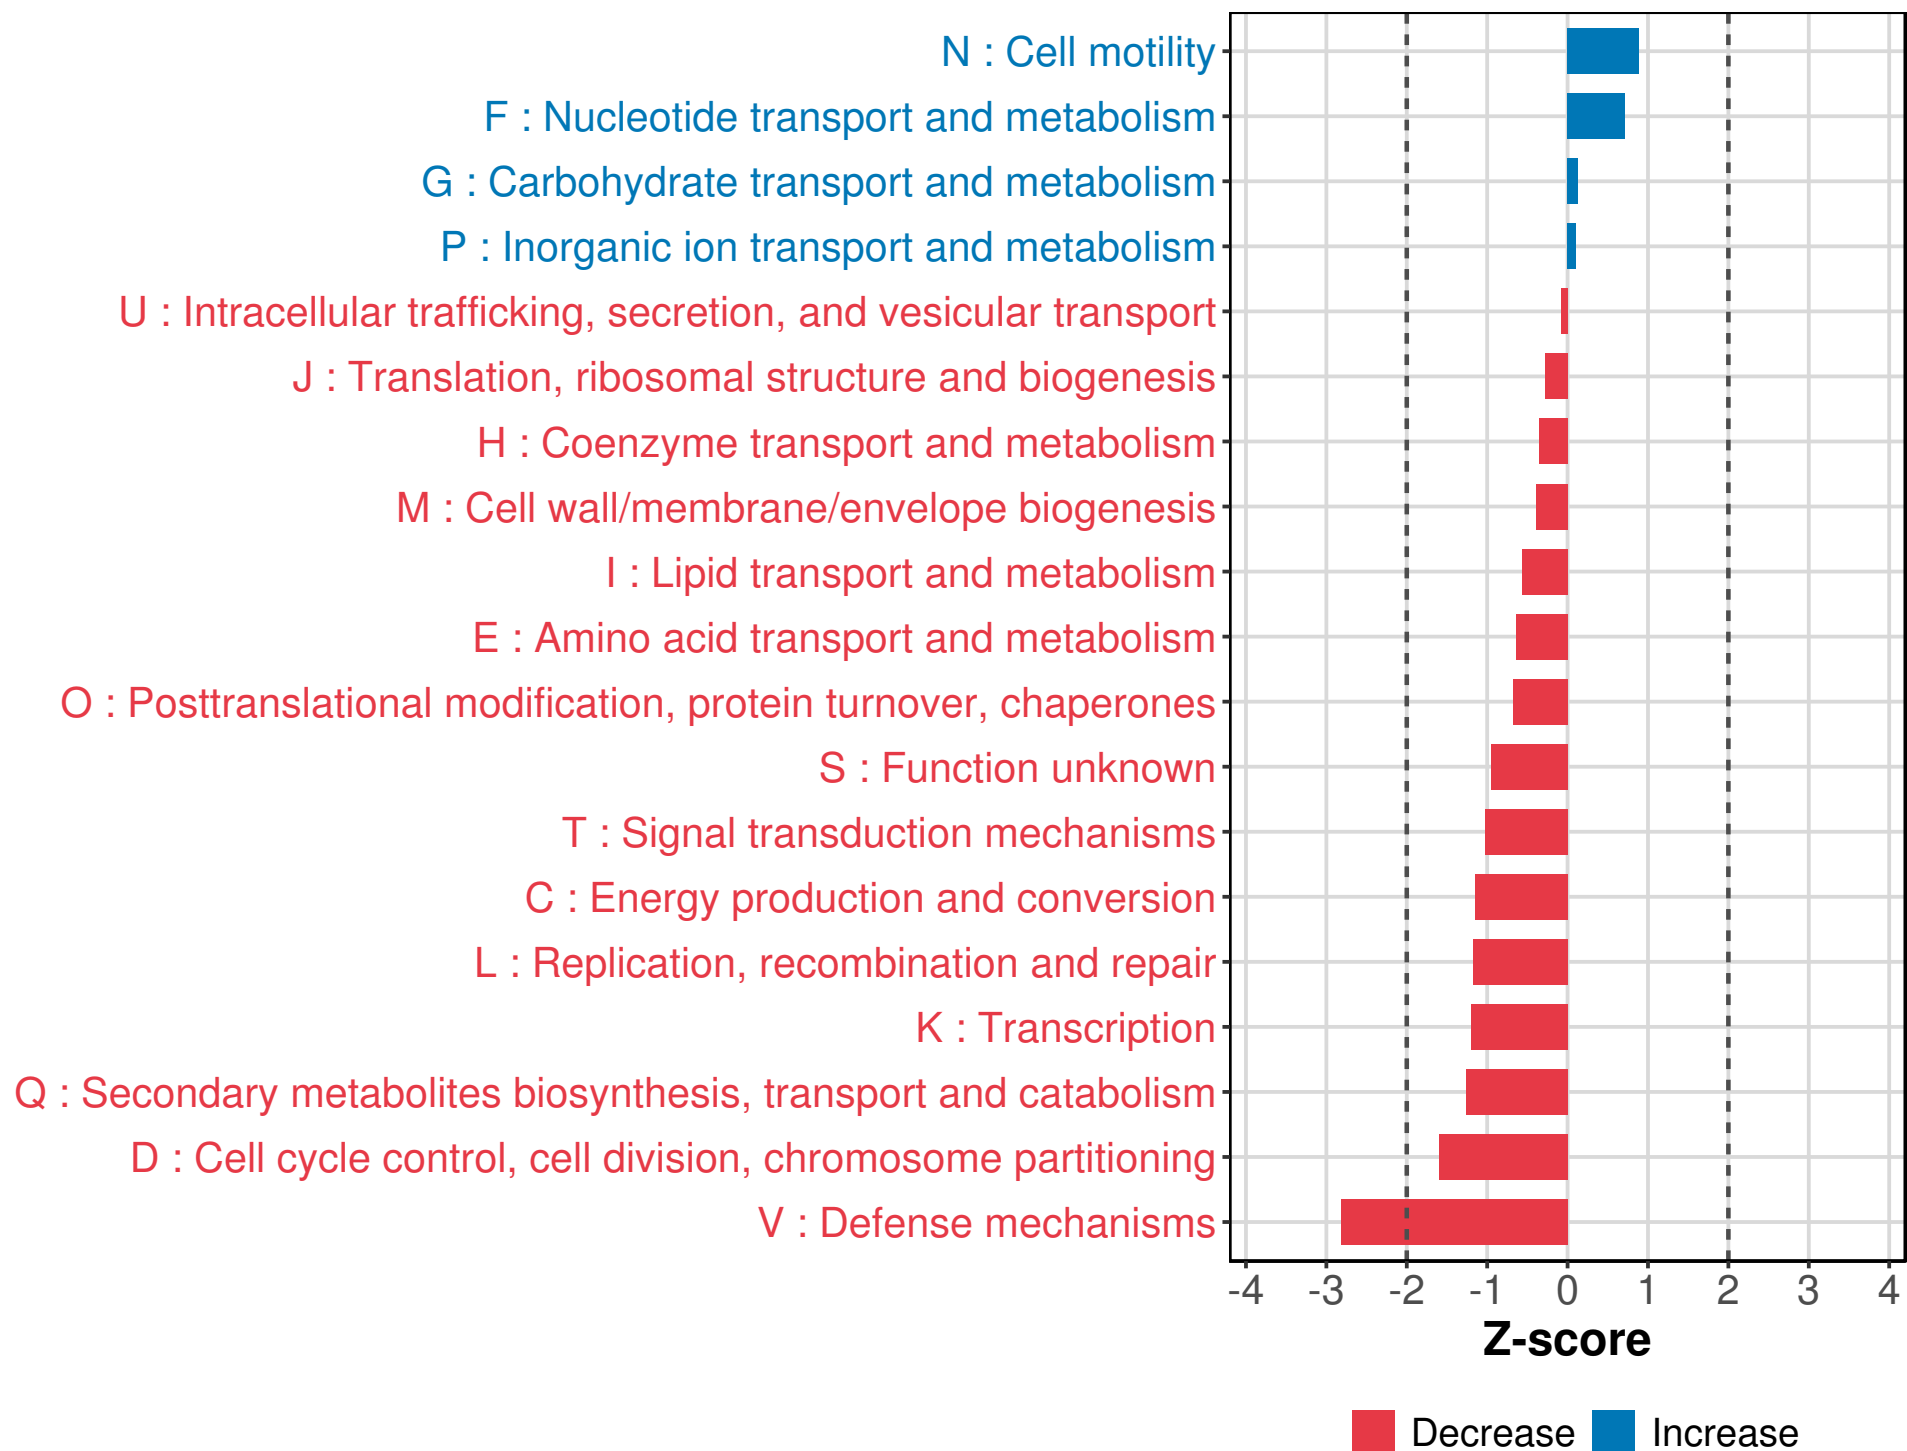 N : Cell motility
F : Nucleotide transport and metabolism
G : Carbohydrate transport and metabolism
P : Inorganic ion transport and metabolism
U : Intracellular trafficking, secretion, and vesicular transport
J : Translation, ribosomal structure and biogenesis
H : Coenzyme transport and metabolism
M : Cell wall/membrane/envelope biogenesis
I : Lipid transport and metabolism
E : Amino acid transport and metabolism
O : Posttranslational modification, protein turnover, chaperones
S : Function unknown
T : Signal transduction mechanisms
C : Energy production and conversion
L : Replication, recombination and repair
K : Transcription
Q : Secondary metabolites biosynthesis, transport and catabolism
D : Cell cycle control, cell division, chromosome partitioning
V : Defense mechanisms
-4 -3 -2 -1 0 1 2 3 4
Z-score
Decrease Increase